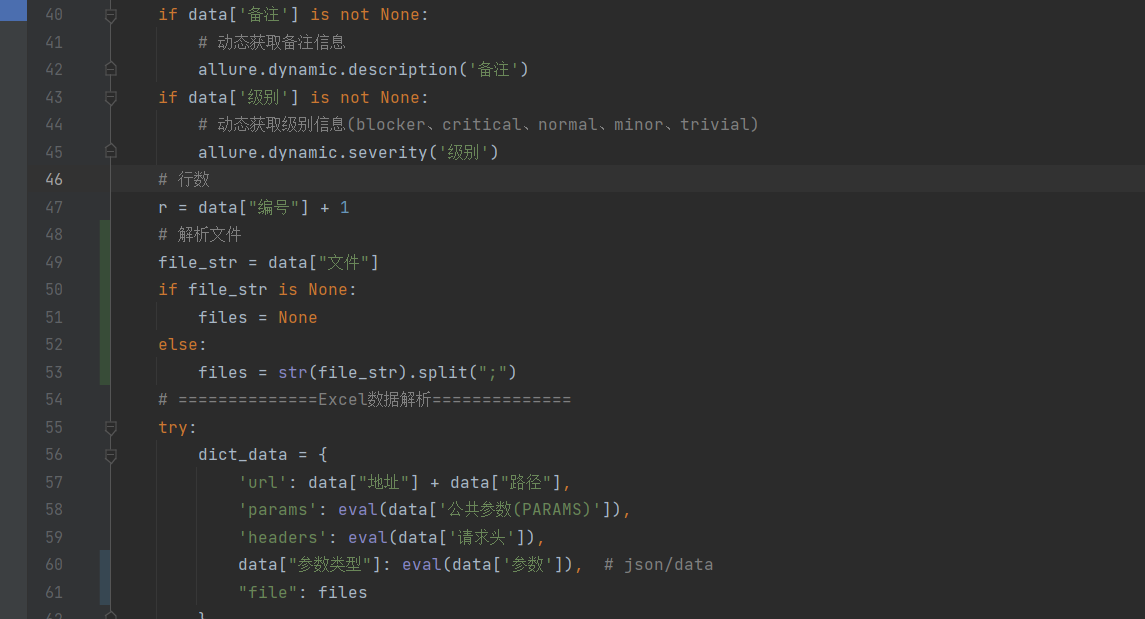 40 if data['备注'] is not None:
41 # 动态获取备注信息
42 allure.dynamic.description('备注')
43 if data['级别'] is not None:
44 # 动态获取级别信息(blocker、critical、normal、minor、trivial)
45 allure.dynamic.severity('级别')
46 # 行数
47 r = data["编号"] + 1
48 # 解析文件
49 file_str = data["文件"]
50 if file_str is None:
51 files = None
52 else:
53 files = str(file_str).split(";")
54 # ==============Excel数据解析==============
55 try:
56 dict_data = {
57 'url': data["地址"] + data["路径"],
58 'params': eval(data['公共参数(PARAMS)']),
59 'headers': eval(data['请求头']),
60 data["参数类型"]: eval(data['参数']), # json/data
61 "file": files
62 }